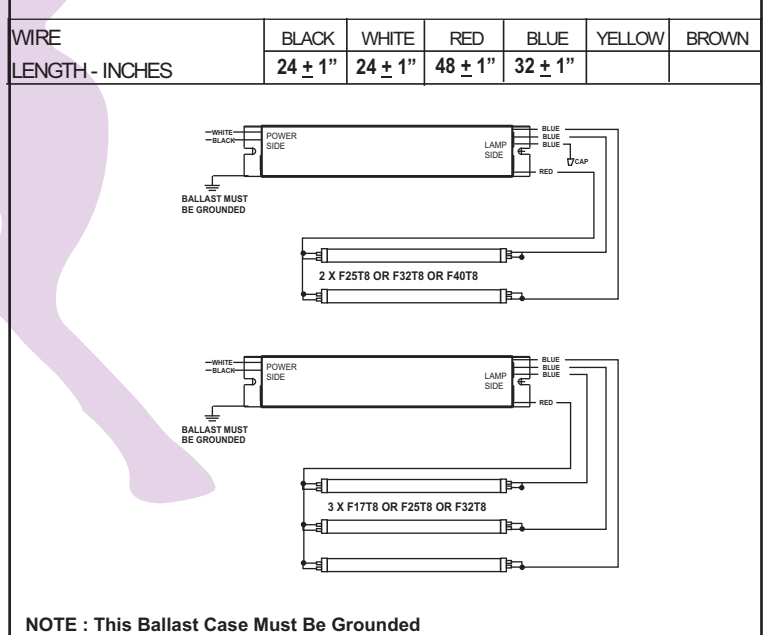 WIRE BLACK WHITE RED BLUE YELLOW BROWN
LENGTH - INCHES 24 ± 1” 24 ± 1” 48 ± 1” 32 ± 1”
WHITE
BLACK
POWER
SIDE
LAMP
SIDE
BLUE
BLUE
BLUE
CAP
RED
BALLAST MUST
BE GROUNDED
2 X F25T8 OR F32T8 OR F40T8
WHITE
BLACK
POWER
SIDE
LAMP
SIDE
BLUE
BLUE
BLUE
RED
BALLAST MUST
BE GROUNDED
3 X F17T8 OR F25T8 OR F32T8
NOTE : This Ballast Case Must Be Grounded